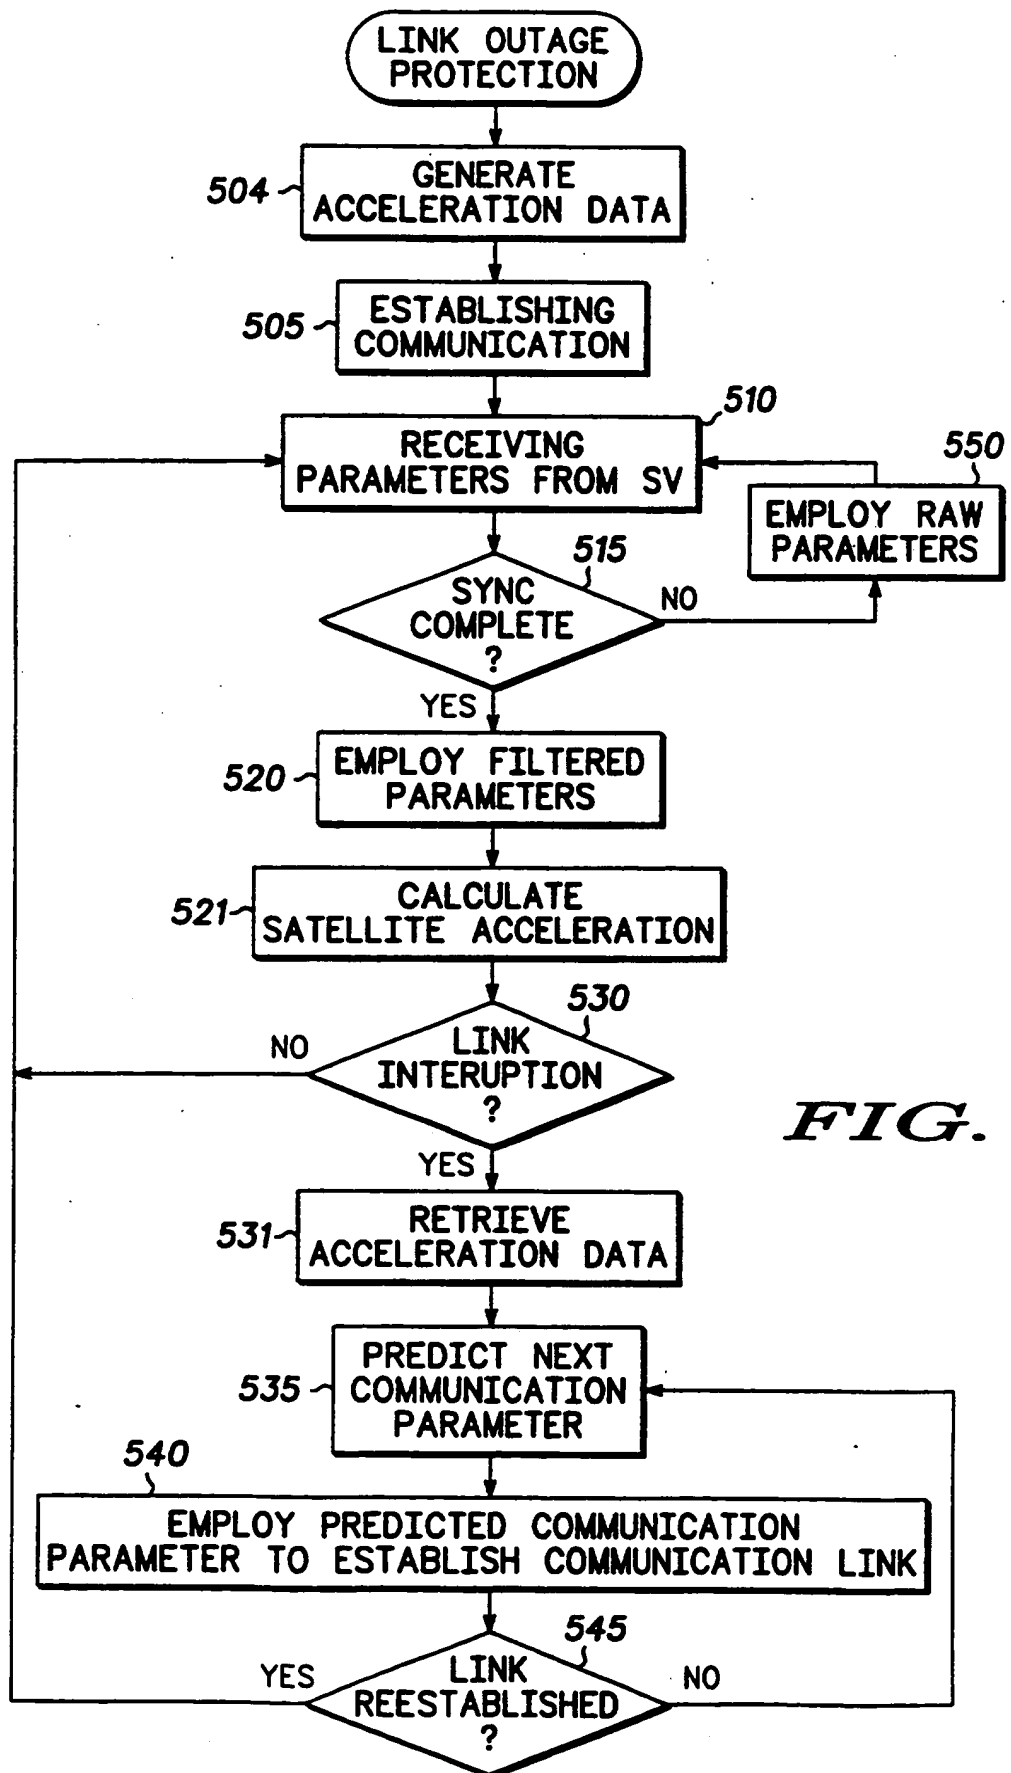 LINK OUTAGE
PROTECTION
504
GENERATE
ACCELERATION DATA
505
ESTABLISHING
COMMUNICATION
510
RECEIVING
PARAMETERS FROM SV
550
EMPLOY RAW
PARAMETERS
515
SYNC
COMPLETE
?
NO
YES
520
EMPLOY FILTERED
PARAMETERS
521
CALCULATE
SATELLITE ACCELERATION
530
NO
LINK
INTERUPTION
?
FIG.
YES
531
RETRIEVE
ACCELERATION DATA
535
PREDICT NEXT
COMMUNICATION
PARAMETER
540
EMPLOY PREDICTED COMMUNICATION
PARAMETER TO ESTABLISH COMMUNICATION LINK
545
YES
LINK
REESTABLISHED
?
NO